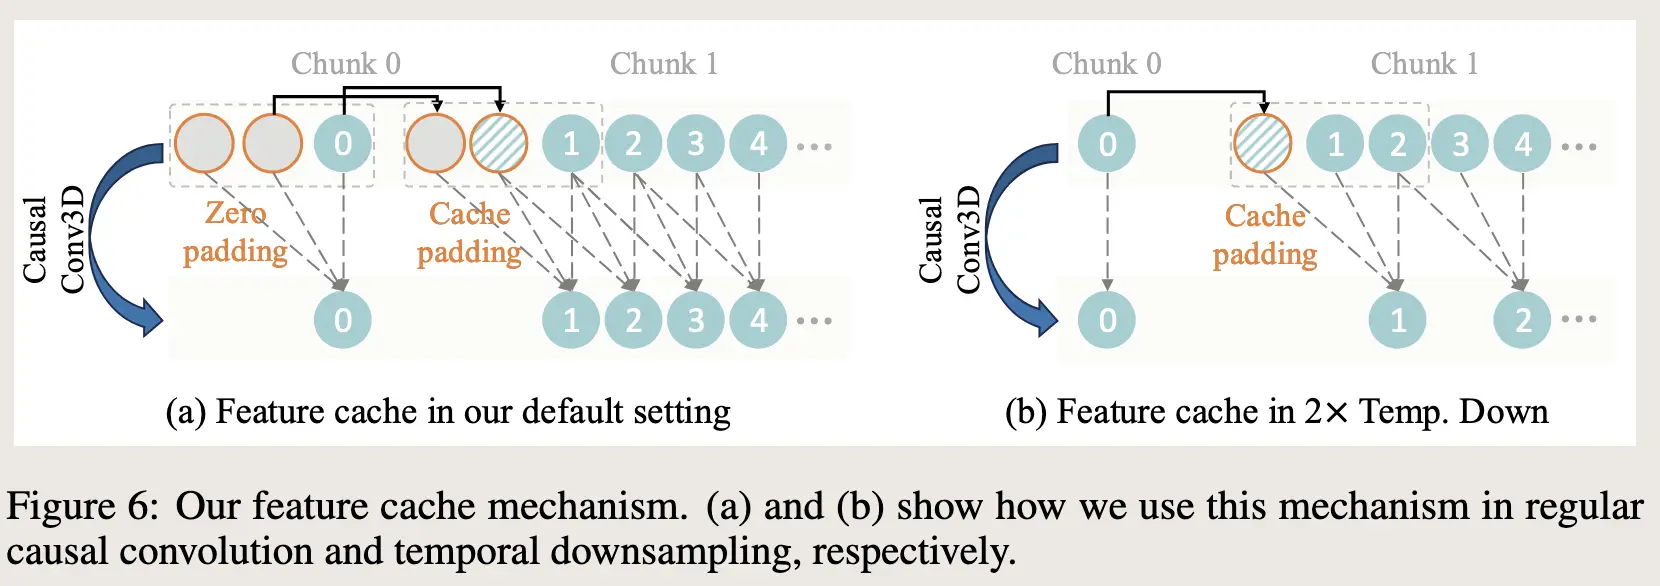 Chunk 0
Chunk 1
0
1
2
3
4
...
Zero
padding
Cache
padding
Causal
Conv3D
0
1
2
3
4
...
(a) Feature cache in our default setting
Chunk 0
Chunk 1
0
1
2
3
4
...
Cache
padding
Causal
Conv3D
0
1
2
...
(b) Feature cache in 2× Temp. Down
Figure 6: Our feature cache mechanism. (a) and (b) show how we use this mechanism in regular
causal convolution and temporal downsampling, respectively.